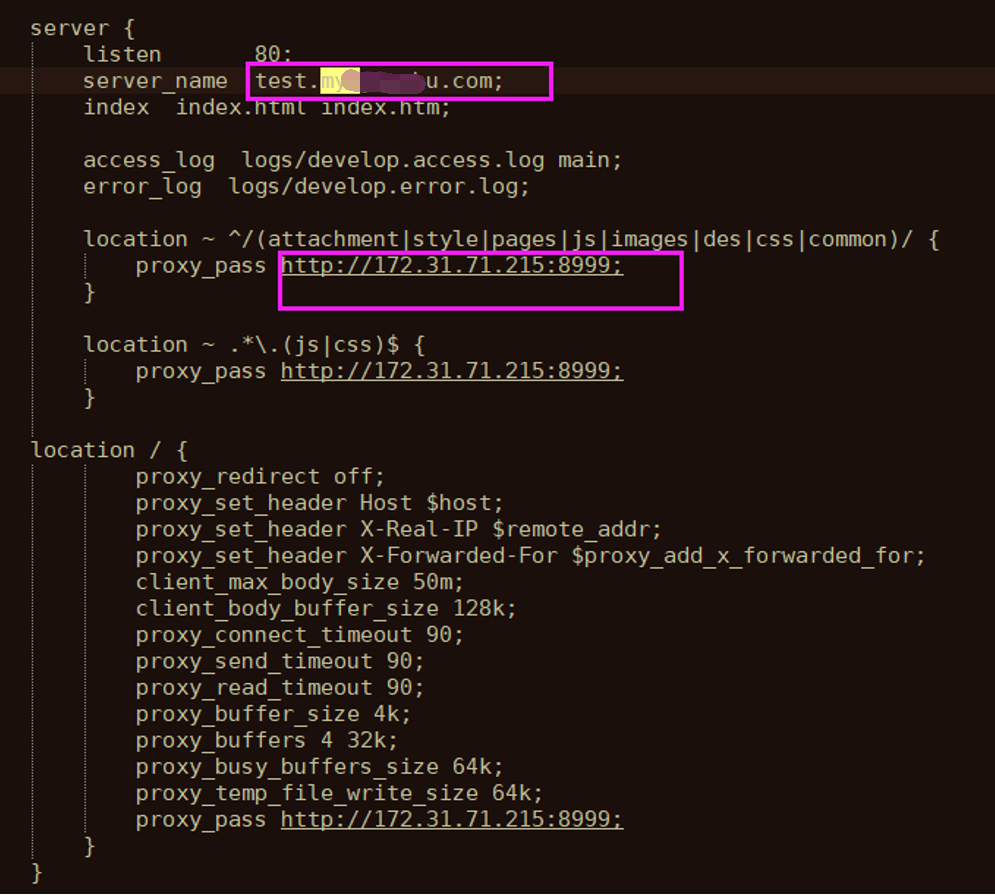 server {
listen 80;
server_name test.my u.com;
index index.html index.htm;
access_log logs/develop.access.log main;
error_log logs/develop.error.log;
location ~ ^/(attachment|style|pages|js|images|des|css|common)/ {
proxy_pass http://172.31.71.215:8999;
}
location ~ .*\.(js|css)$ {
proxy_pass http://172.31.71.215:8999;
}
location / {
proxy_redirect off;
proxy_set_header Host $host;
proxy_set_header X-Real-IP $remote_addr;
proxy_set_header X-Forwarded-For $proxy_add_x_forwarded_for;
client_max_body_size 50m;
client_body_buffer_size 128k;
proxy_connect_timeout 90;
proxy_send_timeout 90;
proxy_read_timeout 90;
proxy_buffer_size 4k;
proxy_buffers 4 32k;
proxy_busy_buffers_size 64k;
proxy_temp_file_write_size 64k;
proxy_pass http://172.31.71.215:8999;
}
}